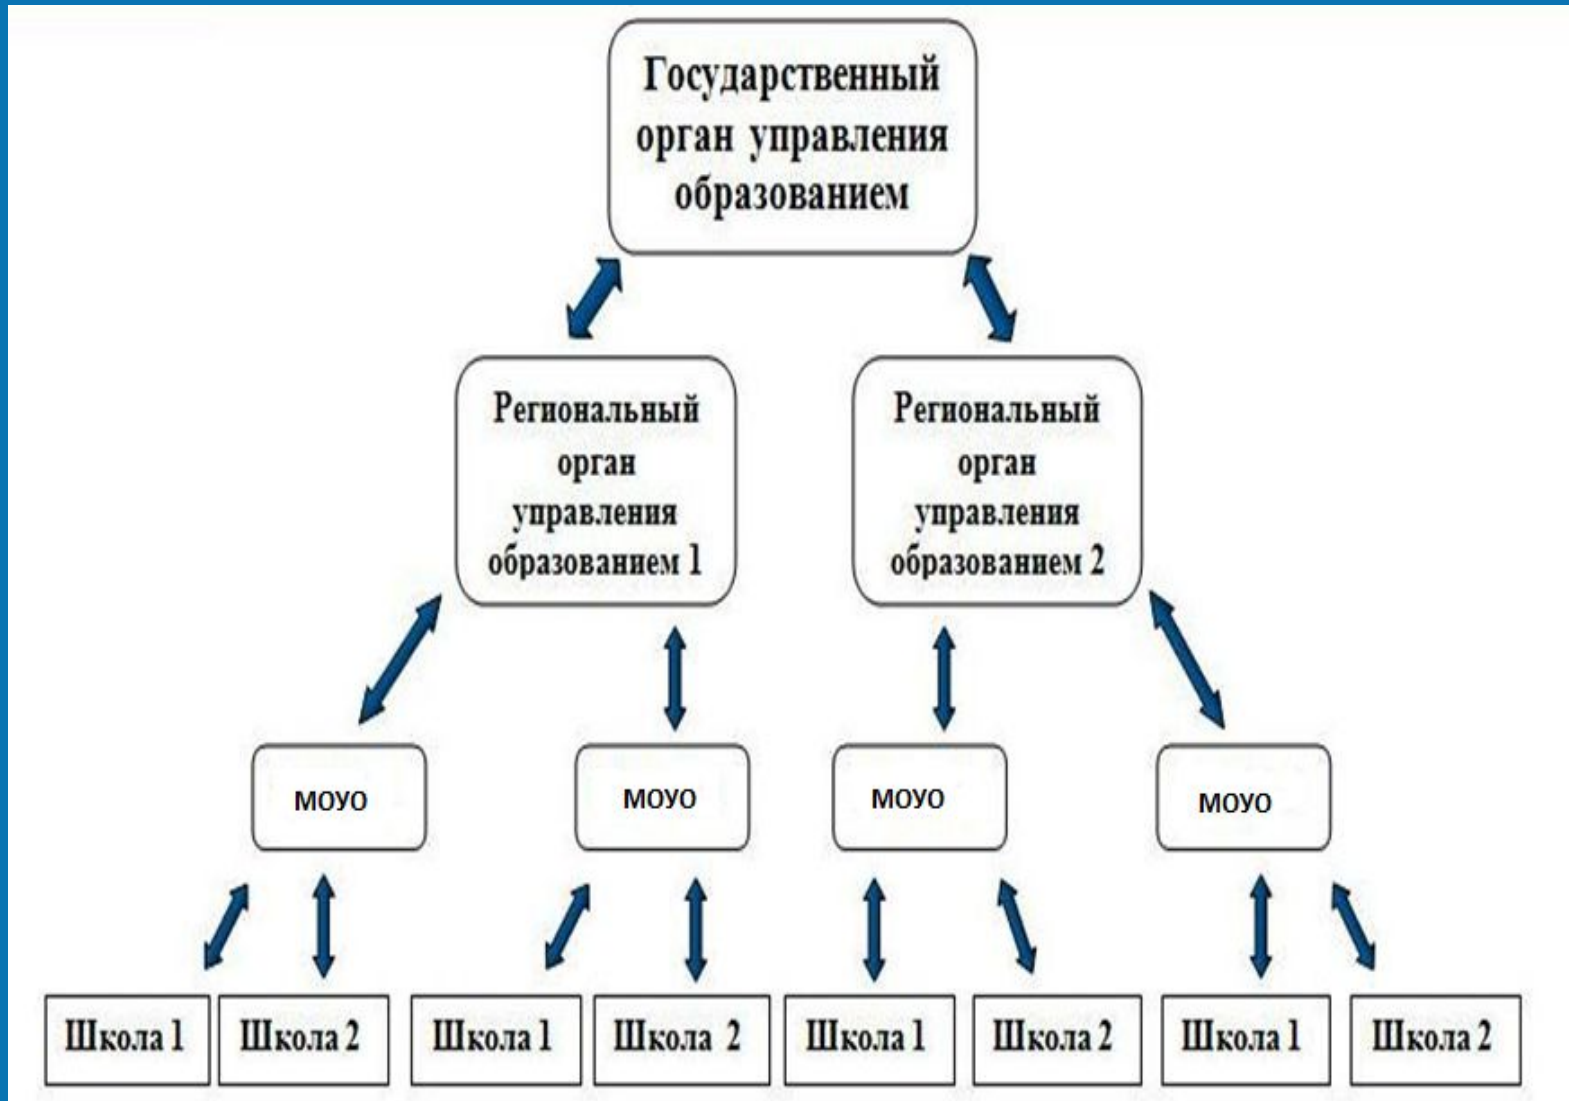 Государственный
орган управления
образованием
Региональный
орган
управления
образованием 1
Региональный
орган
управления
образованием 2
МОУО
МОУО
МОУО
МОУО
Школа 1
Школа 2
Школа 1
Школа 2
Школа 1
Школа 2
Школа 1
Школа 2